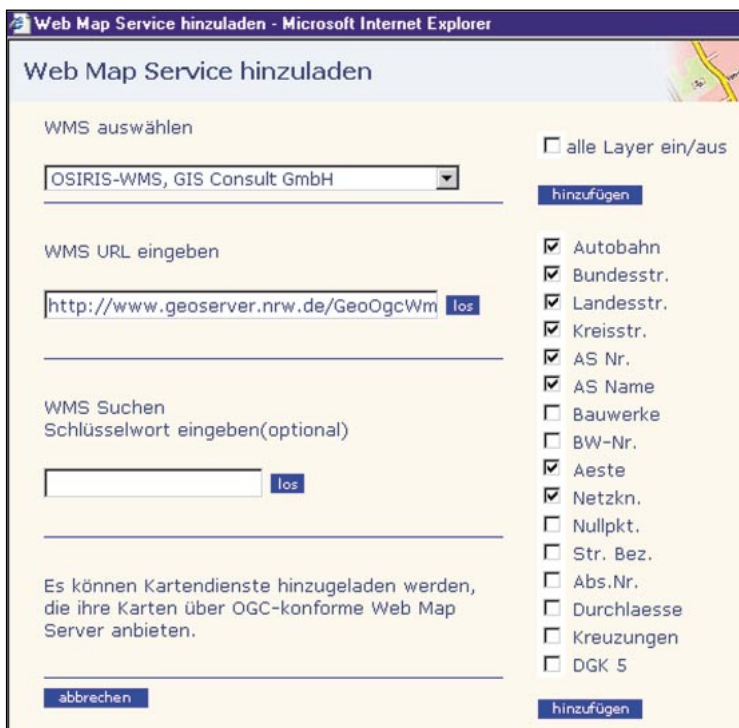 Web Map Service hinzuladen - Microsoft Internet Explorer
Web Map Service hinzuladen
WMS auswählen
OSIRIS-WMS, GIS Consult GmbH
WMS URL eingeben
http://www.geoserver.nrw.de/GeoOgcWm
los
WMS Suchen
Schlüsselwort eingeben(optional)
los
Es können Kartendienste hinzugeladen werden,
die ihre Karten über OGC-konforme Web Map
Server anbieten.
abbrechen
alle Layer ein/aus
hinzufügen
Autobahn
Bundesstr.
Landesstr.
Kreisstr.
AS Nr.
AS Name
Bauwerke
BW-Nr.
Aeste
Netzkn.
Nullpkt.
Str. Bez.
Abs.Nr.
Durchlaesse
Kreuzungen
DGK 5
hinzufügen